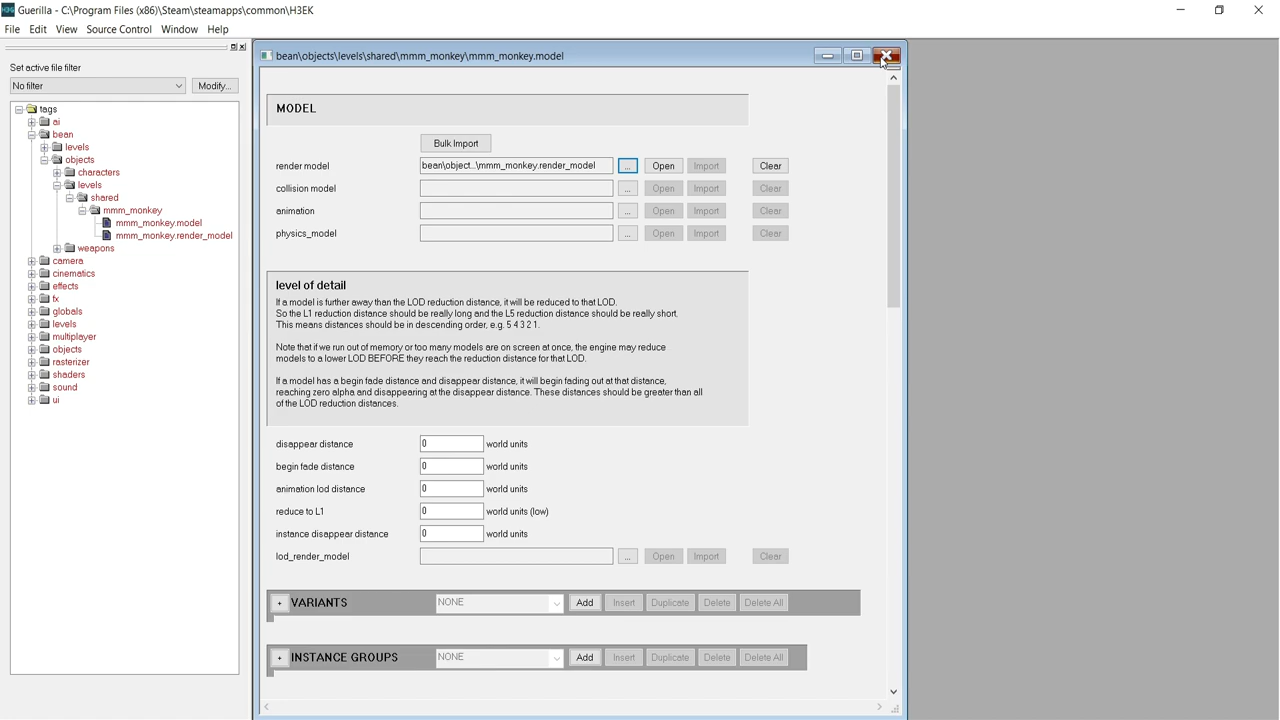 Guerilla - C:\Program Files (x86)\Steam\steamapps\common\H3EK
File Edit View Source Control Window Help
Set active file filter
No filter Modify...
tags
ai
bean
levels
objects
characters
levels
shared
mmm_monkey
mmm_monkey.model
mmm_monkey.render_model
weapons
camera
cinematics
effects
fx
globals
levels
multiplayer
objects
rasterizer
shaders
sound
ui
bean\objects\levels\shared\mmm_monkey\mmm_monkey.model
MODEL
Bulk Import
render model bean\object...\mmm_monkey.render_model ... Open Import Clear
collision model ... Open Import Clear
animation ... Open Import Clear
physics_model ... Open Import Clear
level of detail
If a model is further away than the LOD reduction distance, it will be reduced to that LOD.
So the L1 reduction distance should be really long and the L5 reduction distance should be really short.
This means distances should be in descending order, e.g. 5 4 3 2 1.
Note that if we run out of memory or too many models are on screen at once, the engine may reduce
models to a lower LOD BEFORE they reach the reduction distance for that LOD.
If a model has a begin fade distance and disappear distance, it will begin fading out at that distance,
reaching zero alpha and disappearing at the disappear distance. These distances should be greater than all
of the LOD reduction distances.
disappear distance 0 world units
begin fade distance 0 world units
animation lod distance 0 world units
reduce to L1 0 world units (low)
instance disappear distance 0 world units
lod_render_model ... Open Import Clear
+ VARIANTS NONE Add Insert Duplicate Delete Delete All
+ INSTANCE GROUPS NONE Add Insert Duplicate Delete Delete All